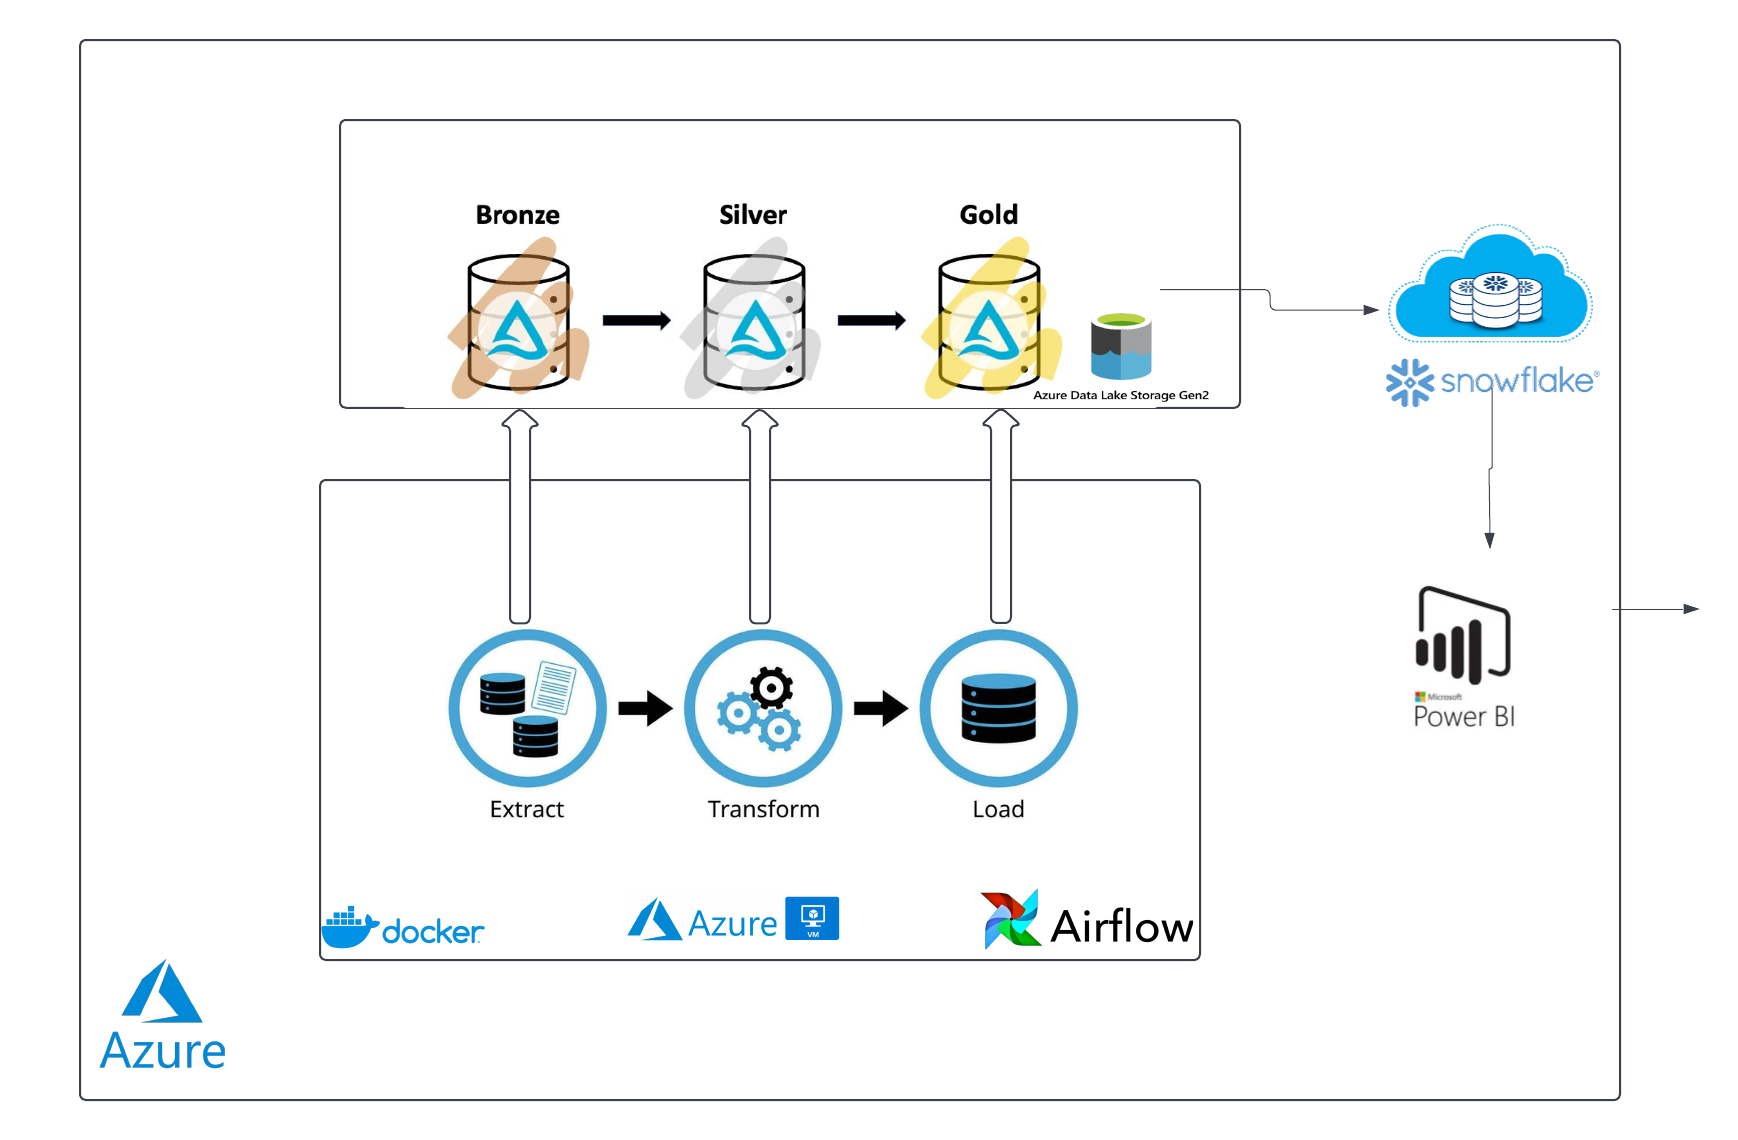 Bronze
Silver
Gold
Azure Data Lake Storage Gen2
snowflake®
Microsoft
Power BI
Extract
Transform
Load
docker
Azure
VM
Airflow
Azure